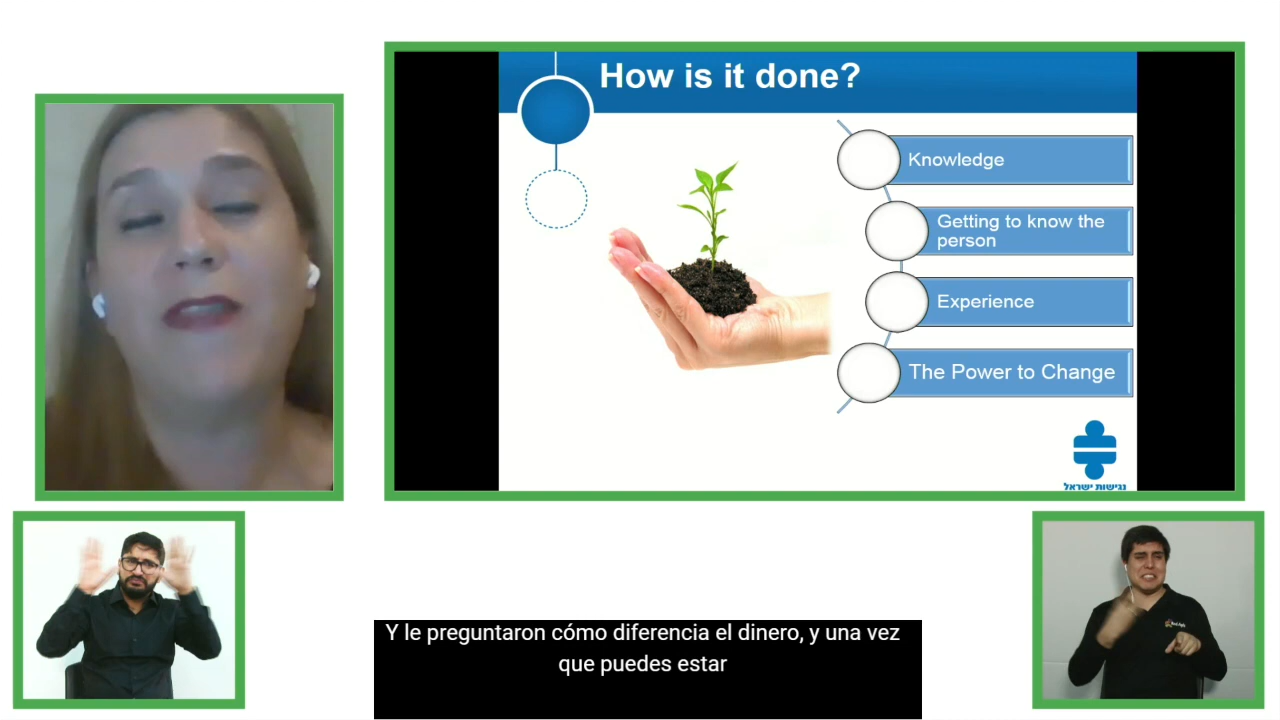 How is it done?
Knowledge
Getting to know the
person
Experience
The Power to Change
נגישות ישראל
Y le preguntaron cómo diferencia el dinero, y una vez
que puedes estar